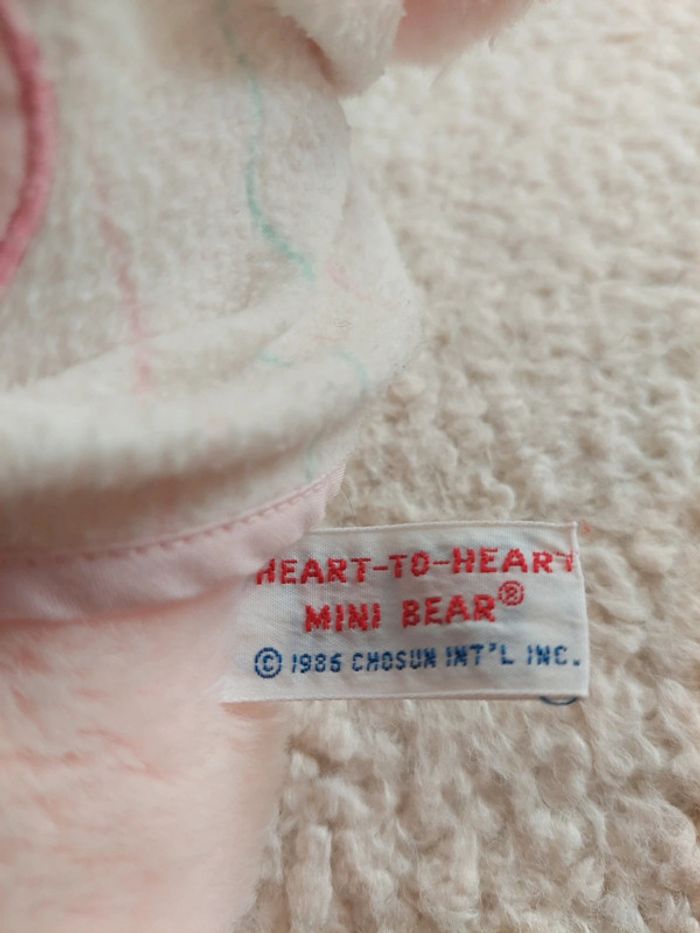 HEART-TO-HEART
MINI BEAR®
© 1986 CHOSUN INT'L INC.